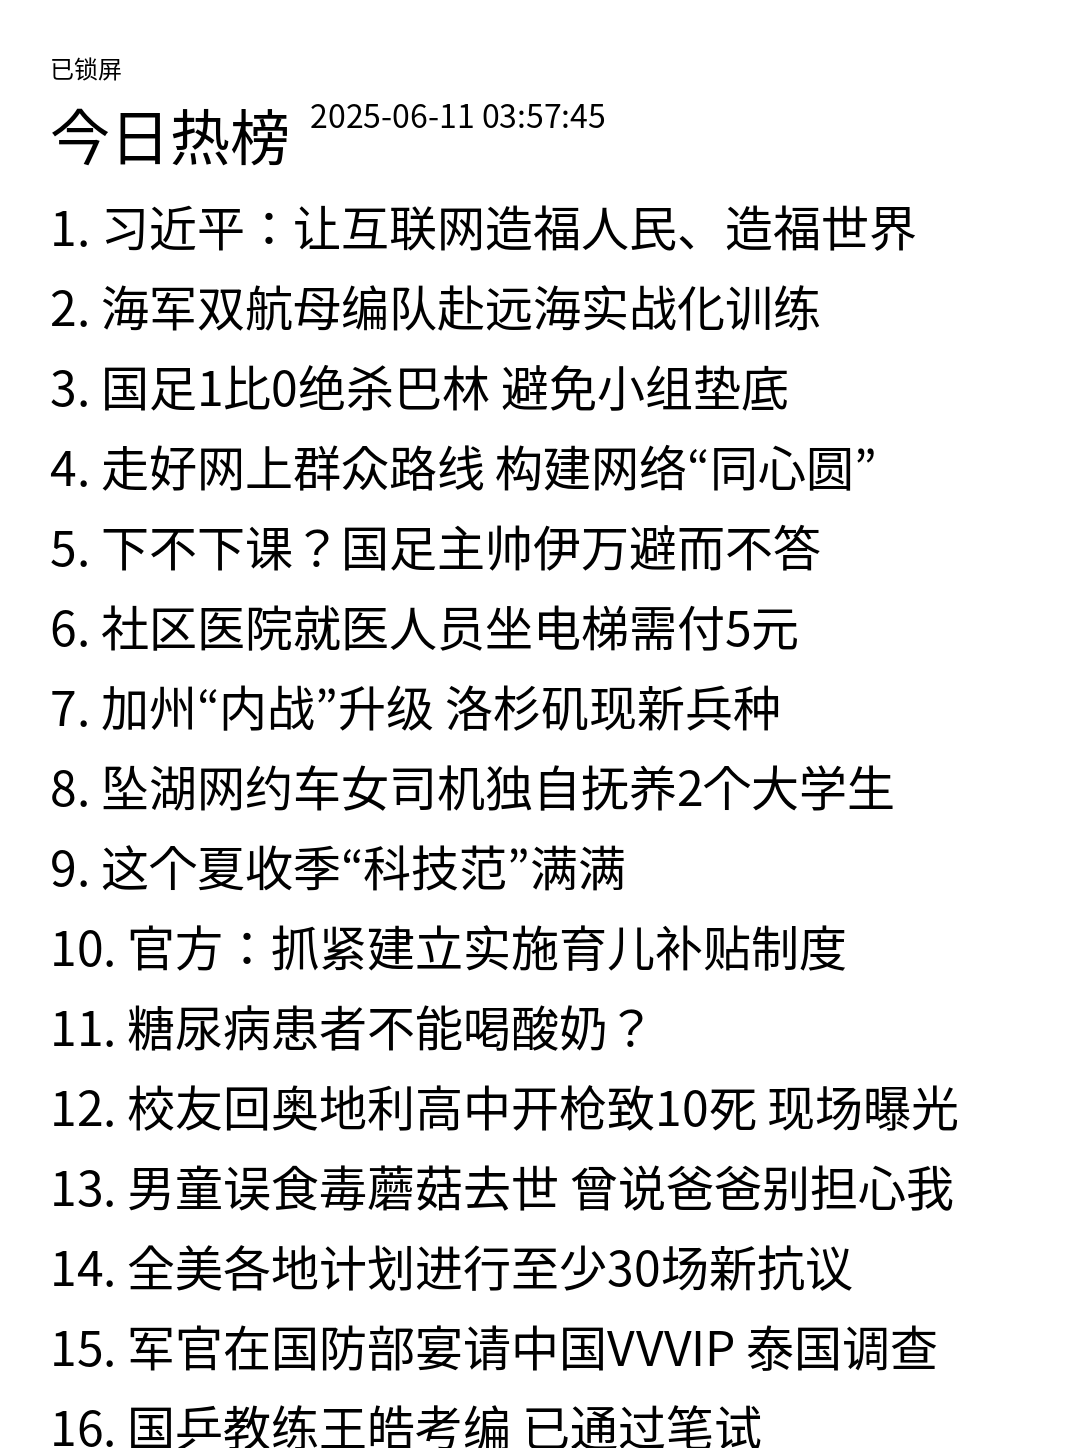 已锁屏
今日热榜 2025-06-11 03:57:45
1. 习近平：让互联网造福人民、造福世界
2. 海军双航母编队赴远海实战化训练
3. 国足1比0绝杀巴林 避免小组垫底
4. 走好网上群众路线 构建网络“同心圆”
5. 下不下课？国足主帅伊万避而不答
6. 社区医院就医人员坐电梯需付5元
7. 加州“内战”升级 洛杉矶现新兵种
8. 坠湖网约车女司机独自抚养2个大学生
9. 这个夏收季“科技范”满满
10. 官方：抓紧建立实施育儿补贴制度
11. 糖尿病患者不能喝酸奶？
12. 校友回奥地利高中开枪致10死 现场曝光
13. 男童误食毒蘑菇去世 曾说爸爸别担心我
14. 全美各地计划进行至少30场新抗议
15. 军官在国防部宴请中国VVVIP 泰国调查
16. 国乒教练王皓考编 已通过笔试